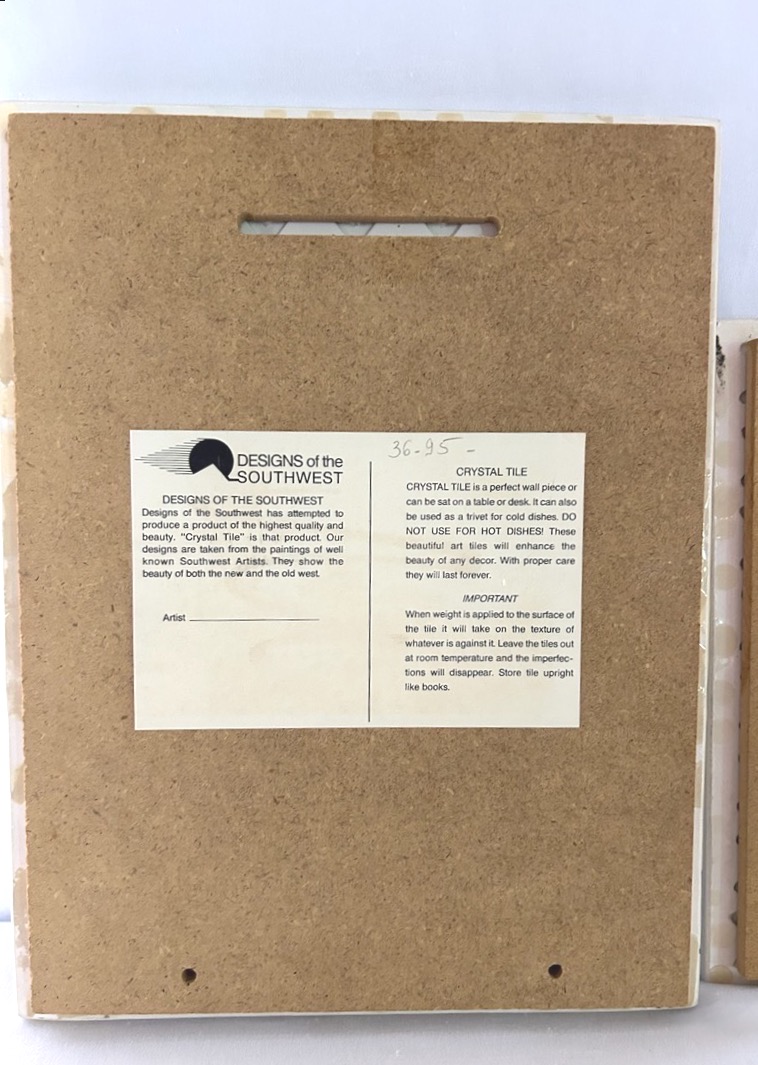 DESIGNS of the
SOUTHWEST
DESIGNS OF THE SOUTHWEST
Designs of the Southwest has attempted to
produce a product of the highest quality and
beauty. "Crystal Tile" is that product. Our
designs are taken from the paintings of well
known Southwest Artists. They show the
beauty of both the new and the old west.
Artist
36-95-
CRYSTAL TILE
CRYSTAL TILE is a perfect wall piece or
can be sat on a table or desk. It can also
be used as a trivet for cold dishes. DO
NOT USE FOR HOT DISHES! These
beautiful art tiles will enhance the
beauty of any decor. With proper care
they will last forever.
IMPORTANT
When weight is applied to the surface of
the tile it will take on the texture of
whatever is against it. Leave the tiles out
at room temperature and the imperfec-
tions will disappear. Store tile upright
like books.